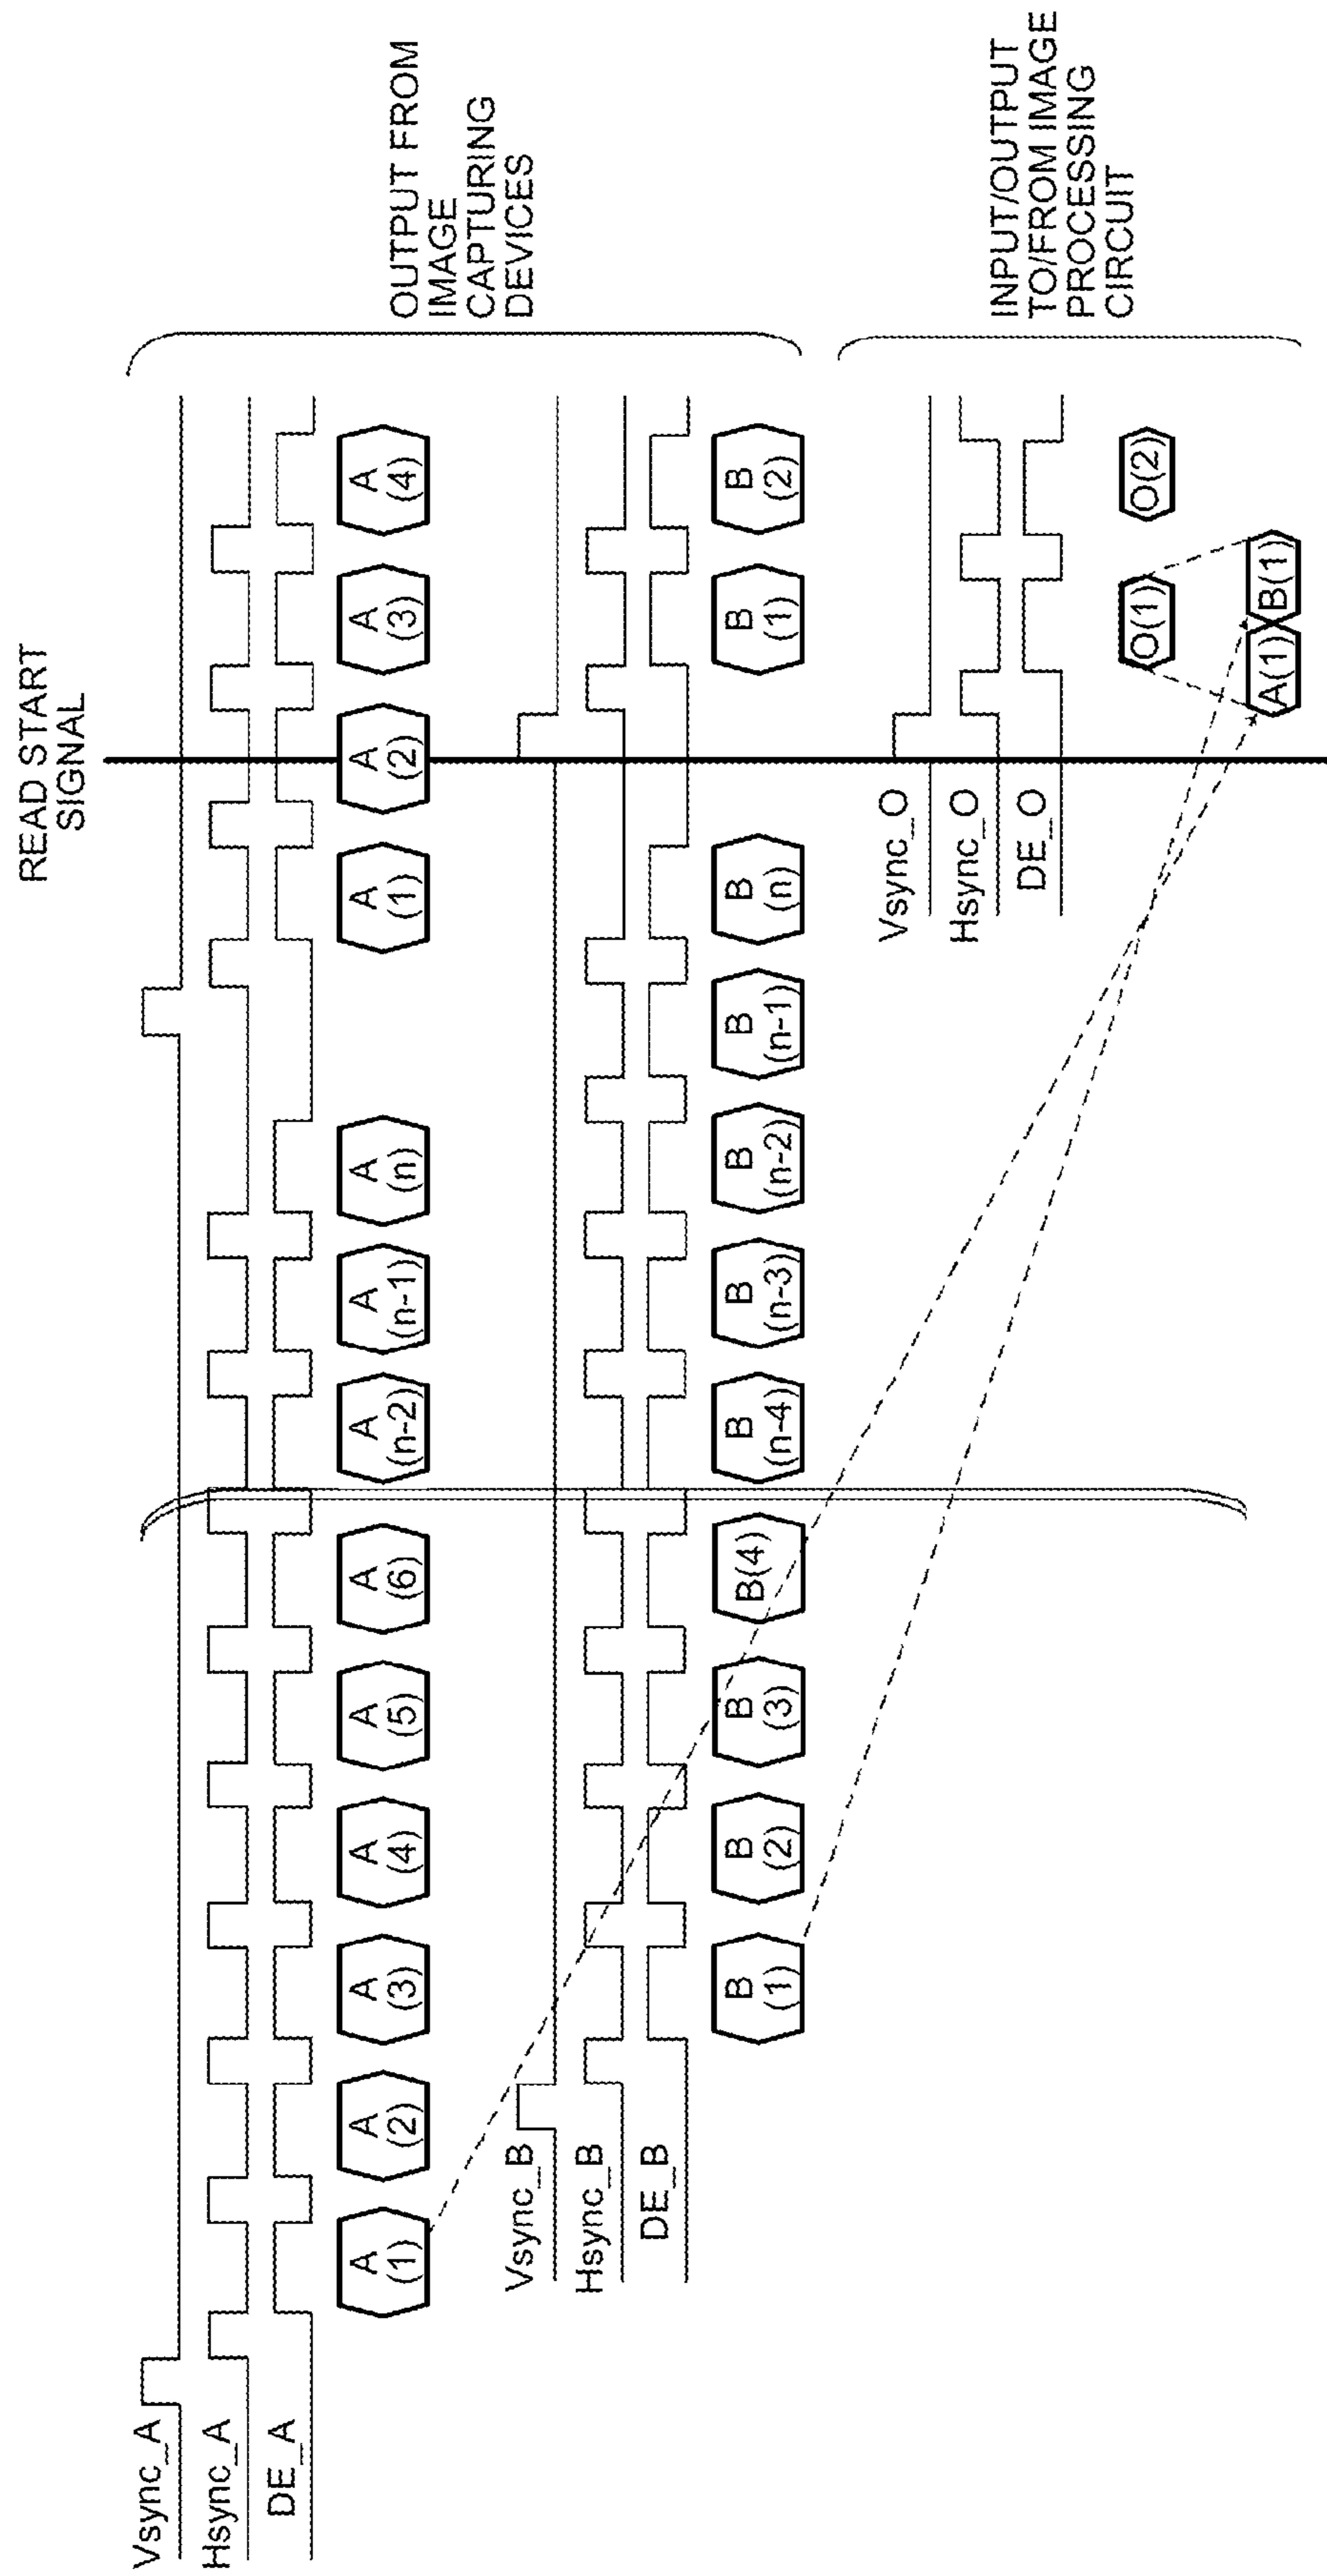 READ START
SIGNAL
Vsync_A
Hsync_A
DE_A
A
(1)
A
(2)
A
(3)
A
(4)
A
(5)
A
(6)
A
(n-2)
A
(n-1)
A
(n)
A
(1)
A
(2)
A
(3)
A
(4)
OUTPUT FROM
IMAGE
CAPTURING
DEVICES
Vsync_B
Hsync_B
DE_B
B
(1)
B
(2)
B
(3)
B(4)
B
(n-4)
B
(n-3)
B
(n-2)
B
(n-1)
B
(n)
B
(1)
B
(2)
Vsync_O
Hsync_O
DE_O
O(1)
O(2)
A(1)
B(1)
INPUT/OUTPUT
TO/FROM IMAGE
PROCESSING
CIRCUIT